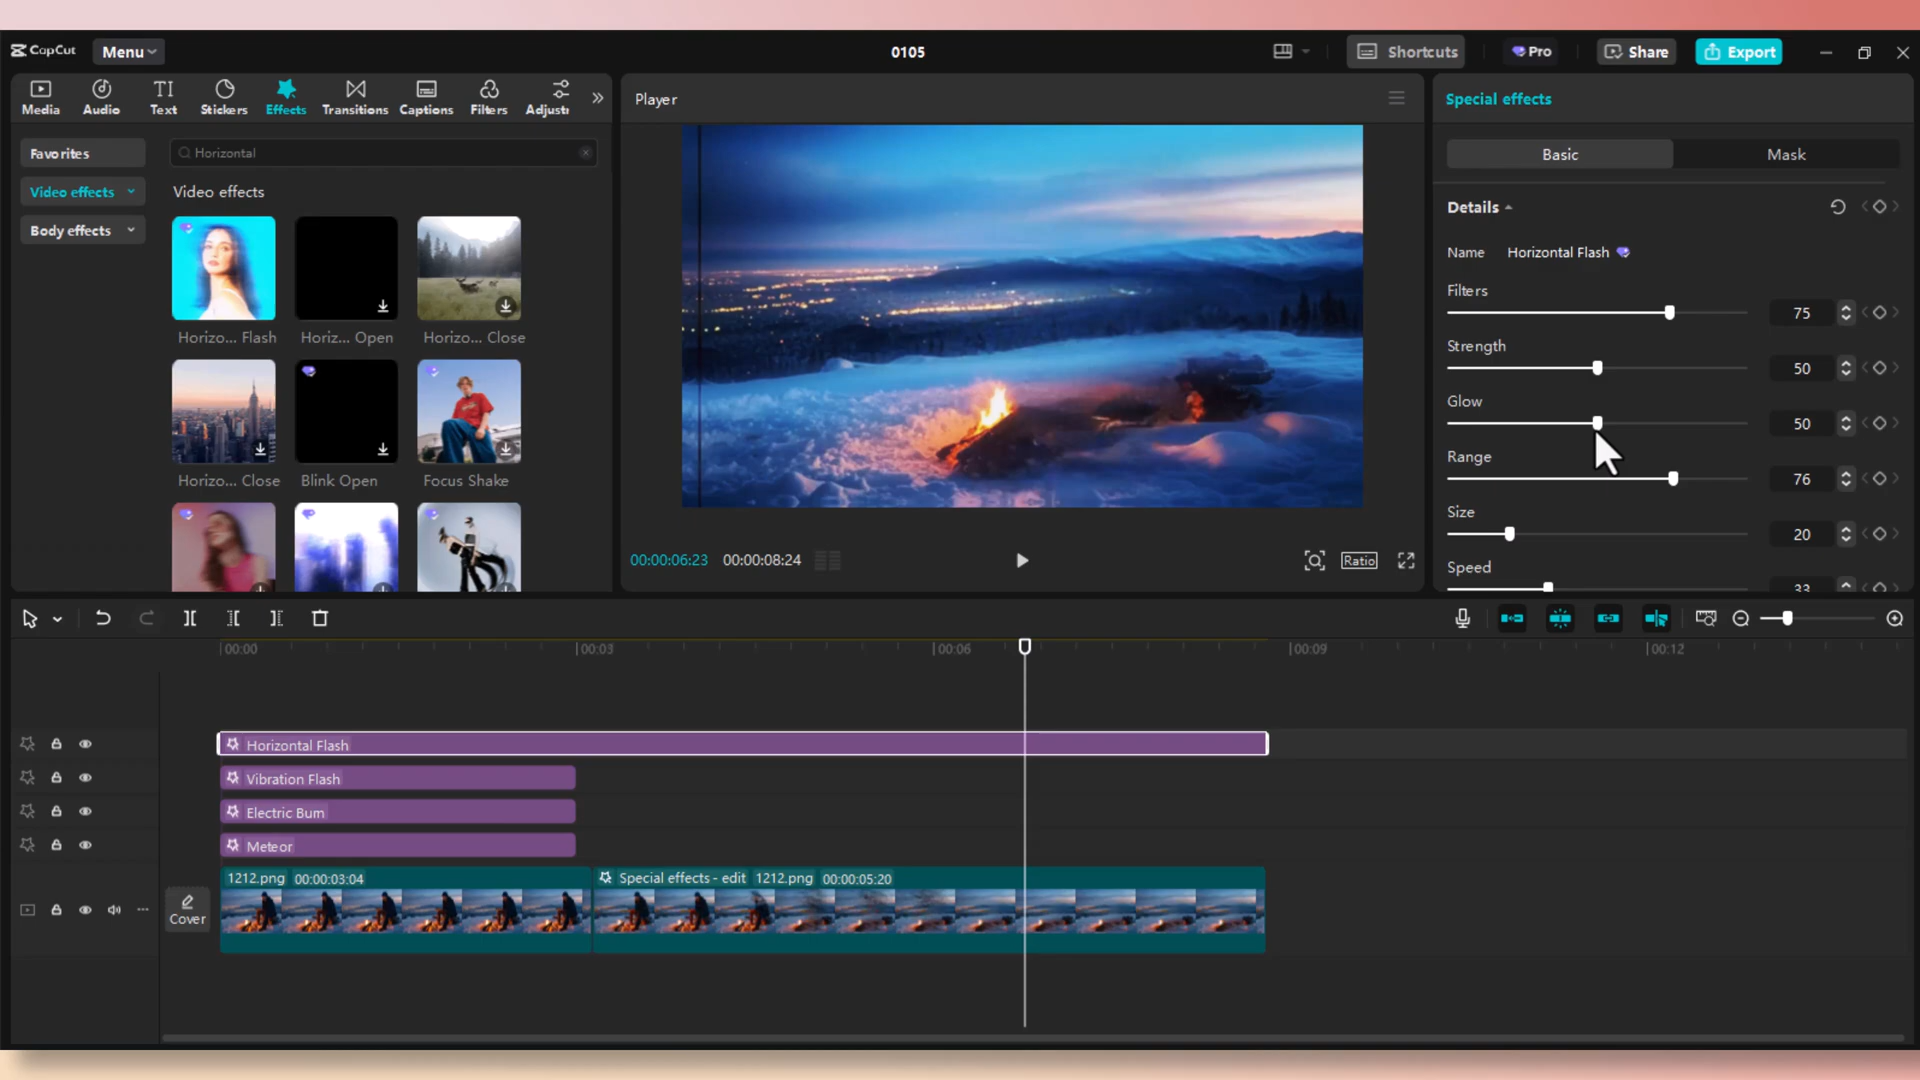 CapCut
Menu
0105
Shortcuts
Pro
Share
Export
Media
Audio
Text
Stickers
Effects
Transitions
Captions
Filters
Adjustr
Player
Special effects
Favorites
Horizontal
Basic
Mask
Video effects
Video effects
Body effects
Details
Name
Horizontal Flash
Horizo... Flash
Horiz... Open
Horizo... Close
Filters
75
Strength
50
Glow
50
Range
76
Size
20
Speed
33
Horizo... Close
Blink Open
Focus Shake
00:00:06:23
00:00:08:24
Ratio
00:00
00:03
00:06
00:09
00:12
Horizontal Flash
Vibration Flash
Electric Bum
Meteor
Cover
1212.png 00:00:03:04
Special effects - edit 1212.png 00:00:05:20